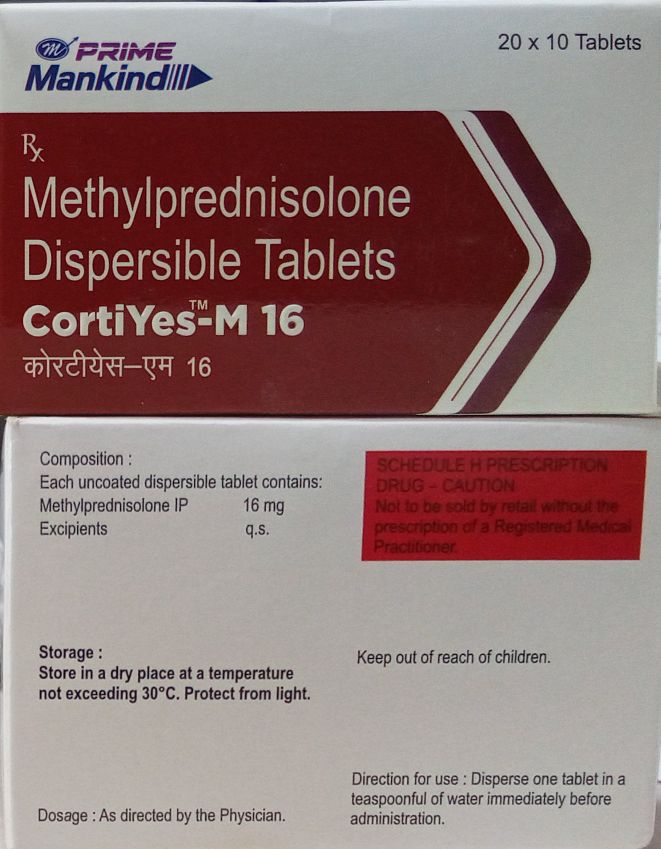 m PRIME
Mankind
20 x 10 Tablets
Rx
Methylprednisolone
Dispersible Tablets
CortiYes™-M 16
कोरटीयेस–एम 16
Composition :
Each uncoated dispersible tablet contains:
Methylprednisolone IP 16 mg
Excipients q.s.
SCHEDULE H PRESCRIPTION
DRUG – CAUTION
Not to be sold by retail without the
prescription of a Registered Medical
Practitioner.
Storage :
Store in a dry place at a temperature
not exceeding 30°C. Protect from light.
Keep out of reach of children.
Dosage : As directed by the Physician.
Direction for use : Disperse one tablet in a
teaspoonful of water immediately before
administration.